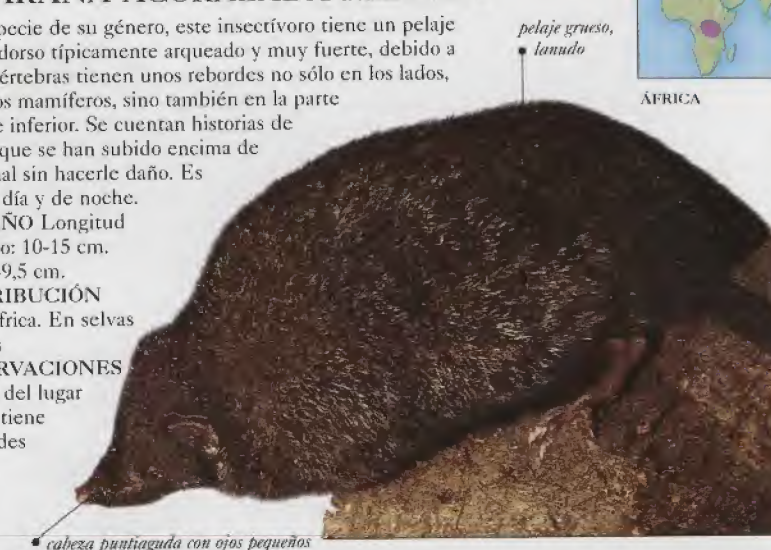 pecie de su género, este insectívoro tiene un pelaje
dorso típicamente arqueado y muy fuerte, debido a
értebras tienen unos rebordes no sólo en los lados,
os mamíferos, sino también en la parte
e inferior. Se cuentan historias de
que se han subido encima de
al sin hacerle daño. Es
día y de noche.
ÑO Longitud
o: 10-15 cm.
9,5 cm.
RIBUCIÓN
frica. En selvas
RVACIONES
del lugar
tiene
des
pelaje grueso,
lanudo
ÁFRICA
cabeza puntiaguda con ojos pequeños